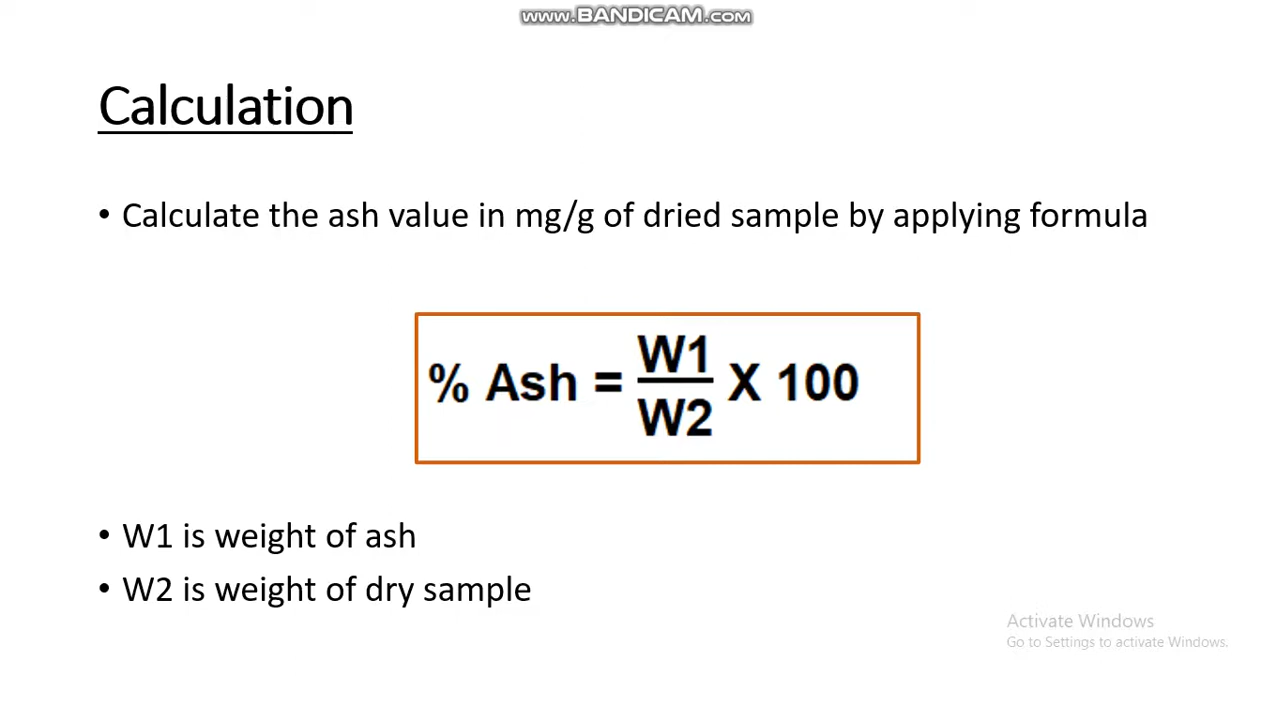 www.BANDICAM.com
Calculation
• Calculate the ash value in mg/g of dried sample by applying formula
% Ash = W1/W2 X 100
• W1 is weight of ash
• W2 is weight of dry sample
Activate Windows
Go to Settings to activate Windows.